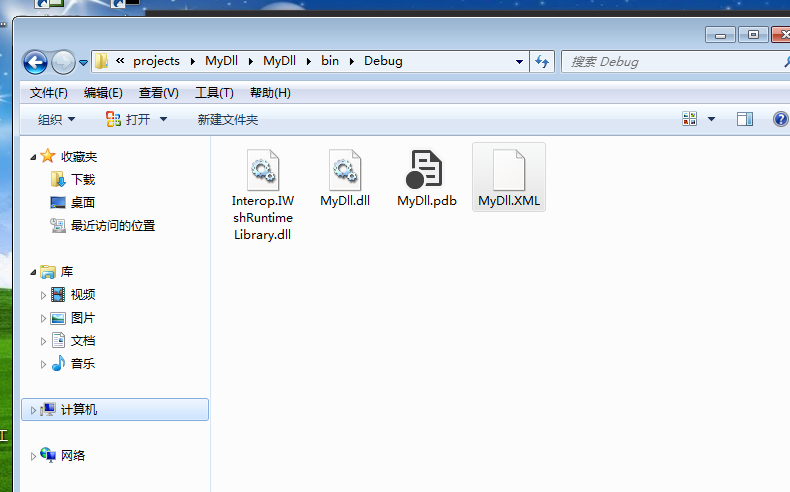 « projects MyDll MyDll bin Debug
搜索 Debug
文件(F) 编辑(E) 查看(V) 工具(T) 帮助(H)
组织 打开 新建文件夹
收藏夹
下载
桌面
最近访问的位置
库
视频
图片
文档
音乐
计算机
网络
Interop.IW
shRuntime
Library.dll
MyDll.dll
MyDll.pdb
MyDll.XML
工